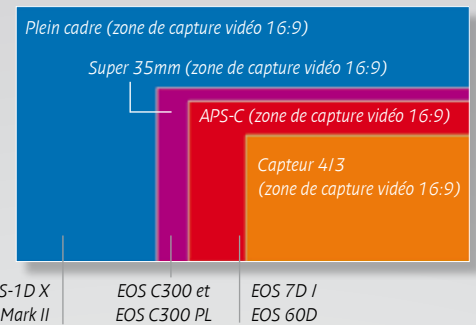 Plein cadre (zone de capture vidéo 16:9)
Super 35mm (zone de capture vidéo 16:9)
APS-C (zone de capture vidéo 16:9)
Capteur 4/3
(zone de capture vidéo 16:9)
S-1D X
Mark II
EOS C300 et
EOS C300 PL
EOS 7D /
EOS 60D